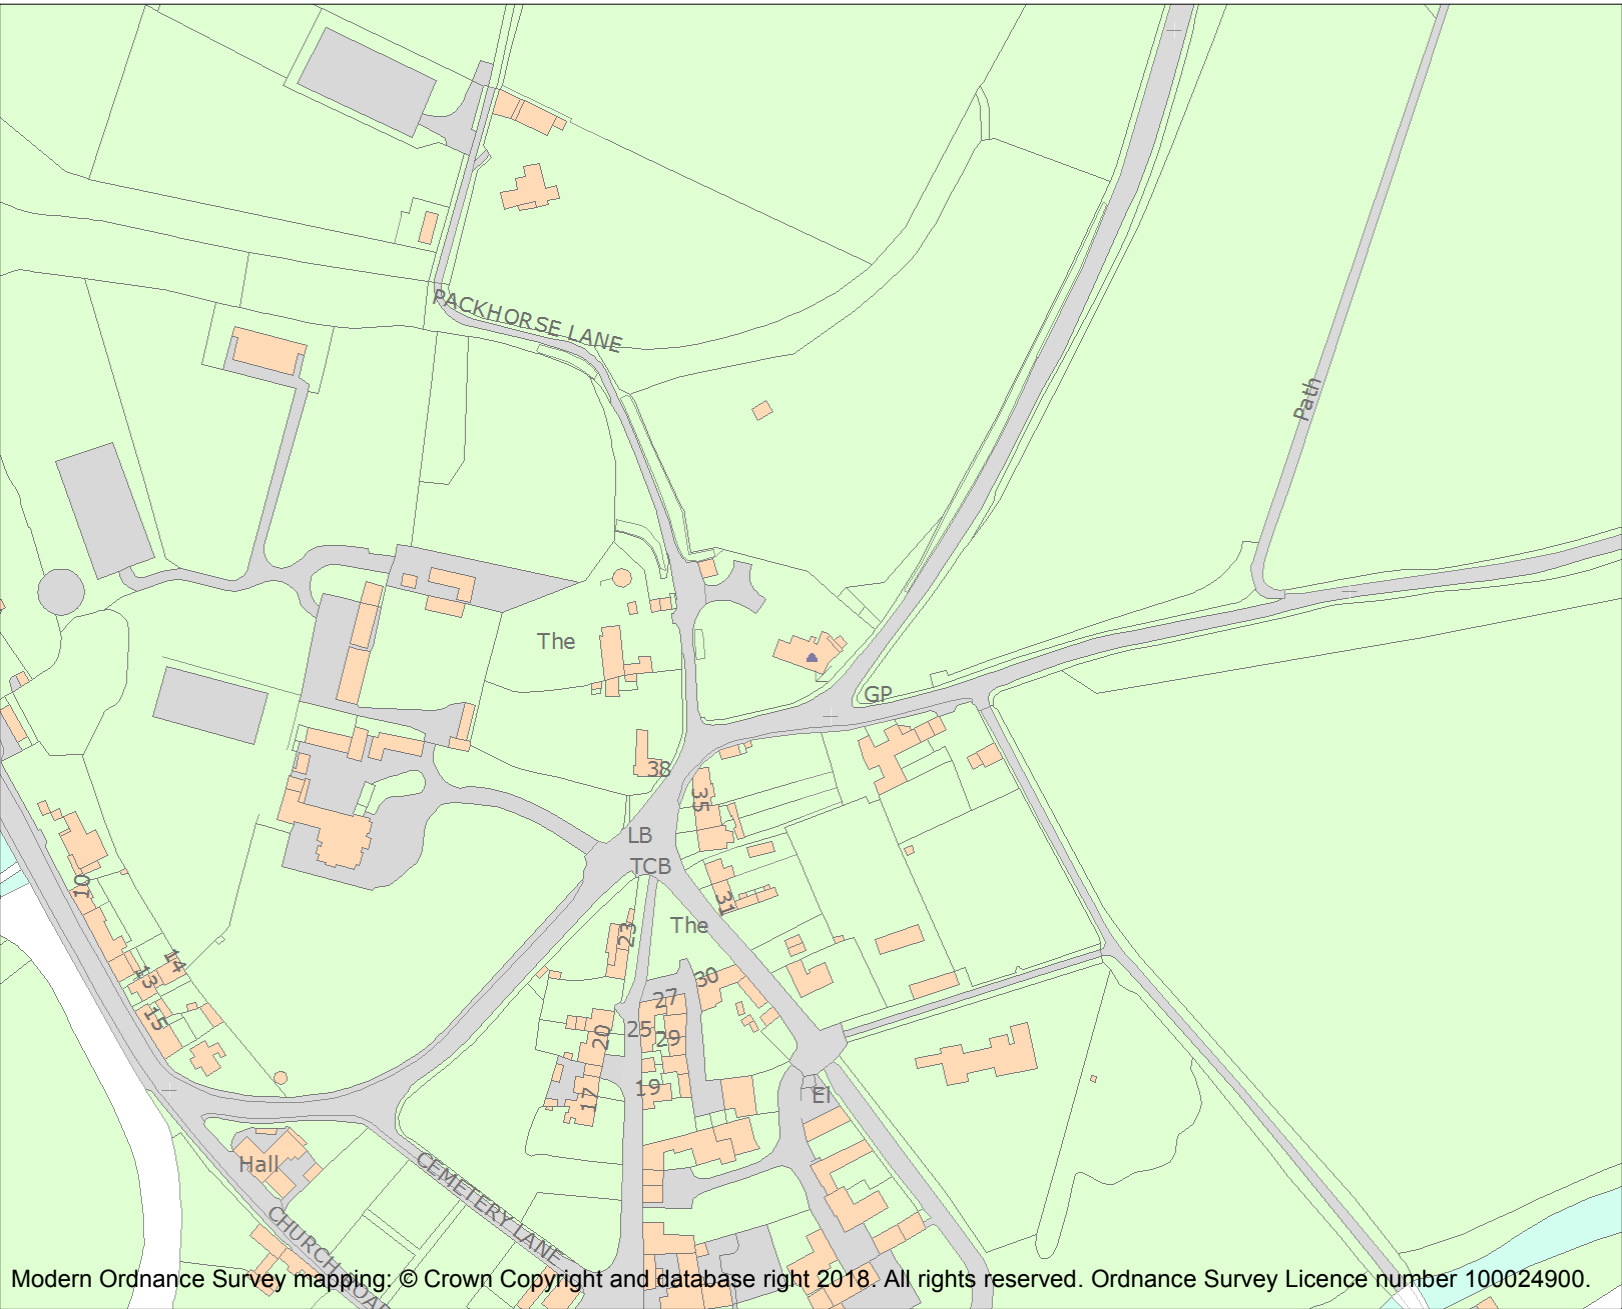 PACKHORSE LANE
Path
The
GP
38
35
LB
TCB
10
31
The
23
14
13
30
27
15
25
20
29
19
17
El
Hall
CEMETERY LANE
CHURCH ROAD
Modern Ordnance Survey mapping: © Crown Copyright and database right 2018. All rights reserved. Ordnance Survey Licence number 100024900.